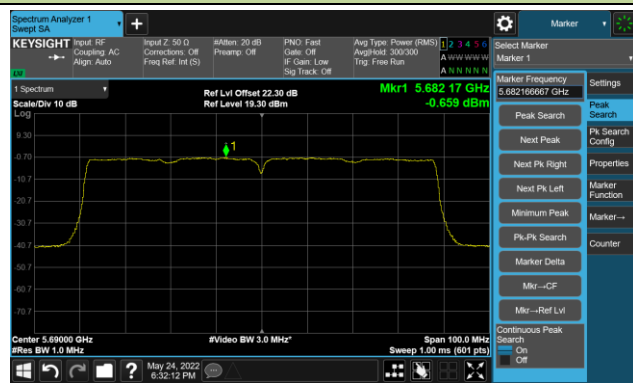 Spectrum Analyzer 1
Swept SA
Marker
KEYSIGHT
Input: RF
Coupling: AC
Align: Auto
Input Z: 50 Ω
Corrections: Off
Freq Ref: Int (S)
#Atten: 20 dB
Preamp: Off
PNO: Fast
Gate: Off
IF Gain: Low
Sig Track: Off
Avg Type: Power (RMS)
Avg|Hold: 300/300
Trig: Free Run
1 2 3 4 5 6
A W W W W W
A N N N N N
Select Marker
Marker 1
1 Spectrum
Scale/Div 10 dB
Log
Ref Lvl Offset 22.30 dB
Ref Level 19.30 dBm
Mkr1 5.682 17 GHz
-0.659 dBm
9.30
-0.70
-10.7
-20.7
-30.7
-40.7
-50.7
-60.7
-70.7
1
Center 5.69000 GHz
#Res BW 1.0 MHz
#Video BW 3.0 MHz*
Span 100.0 MHz
Sweep 1.00 ms (601 pts)
Marker Frequency
5.682166667 GHz
Peak Search
Next Peak
Next Pk Right
Next Pk Left
Minimum Peak
Pk-Pk Search
Marker Delta
Mkr→CF
Mkr→Ref Lvl
Continuous Peak
Search
On
Off
Settings
Peak
Search
Pk Search
Config
Properties
Marker
Function
Marker→
Counter
May 24, 2022
6:32:12 PM